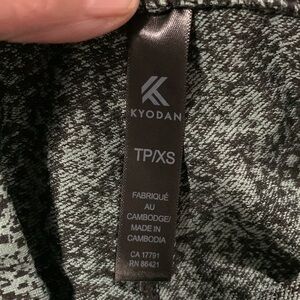 KYODAN
TP/XS
FABRIQUÉ
AU
CAMBODGE/
MADE IN
CAMBODIA
CA 17791
RN 86421